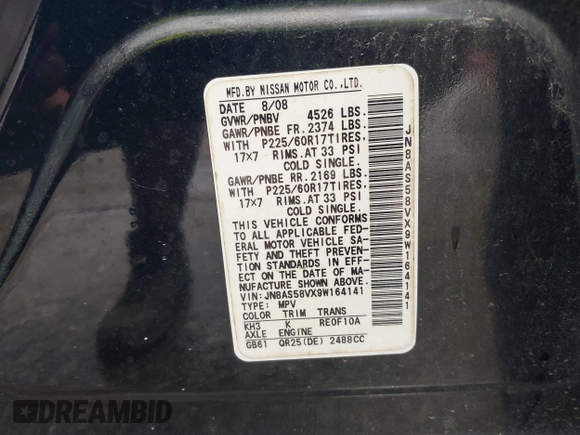 MFD.BY NISSAN MOTOR CO.,LTD.
DATE 8/08
GVWR/PNBV 4526 LBS.
GAWR/PNBE FR. 2374 LBS.
WITH P225/60R17TIRES,
17x7 RIMS.AT 33 PSI
COLD SINGLE.
GAWR/PNBE RR. 2169 LBS.
WITH P225/60R17TIRES,
17x7 RIMS.AT 33 PSI
COLD SINGLE.
THIS VEHICLE CONFORMS
TO ALL APPLICABLE FED-
ERAL MOTOR VEHICLE SA-
FETY AND THEFT PREVEN-
TION STANDARDS IN EFF-
ECT ON THE DATE OF MA-
NUFACTURE SHOWN ABOVE.
VIN: JN8AS58VX9W164141
TYPE: MPV
COLOR TRIM TRANS
KH3 K RE0F10A
AXLE ENGINE
GB61 QR25(DE) 2488CC
JN8AS58VX9W164141
DREAMBID